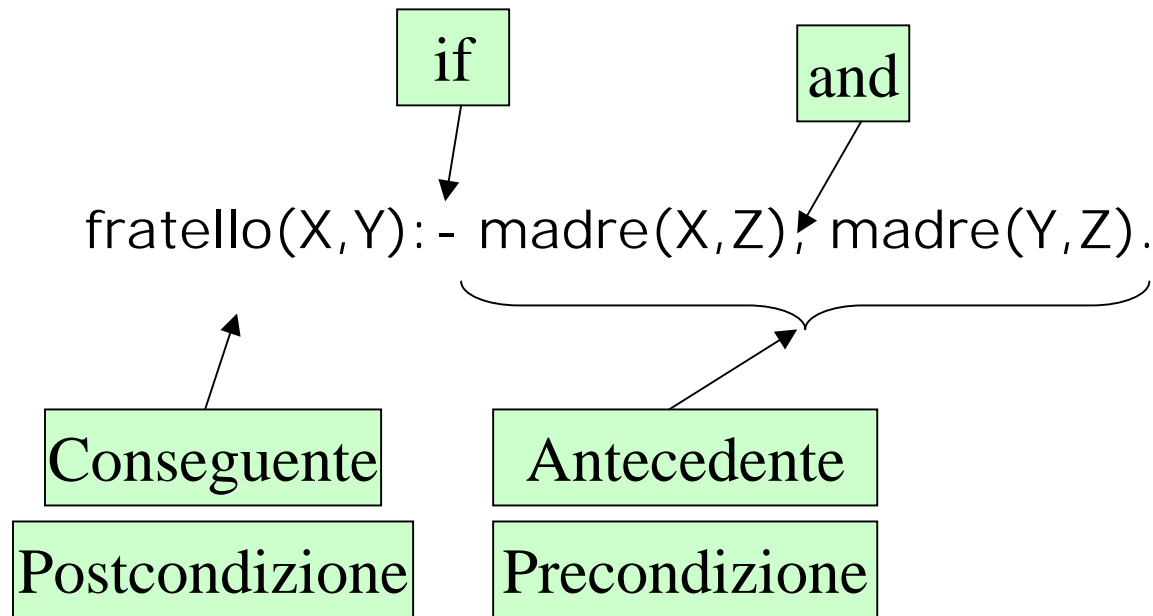 if
and
fratello(X,Y):- madre(X,Z), madre(Y,Z).
Conseguente
Antecedente
Postcondizione
Precondizione